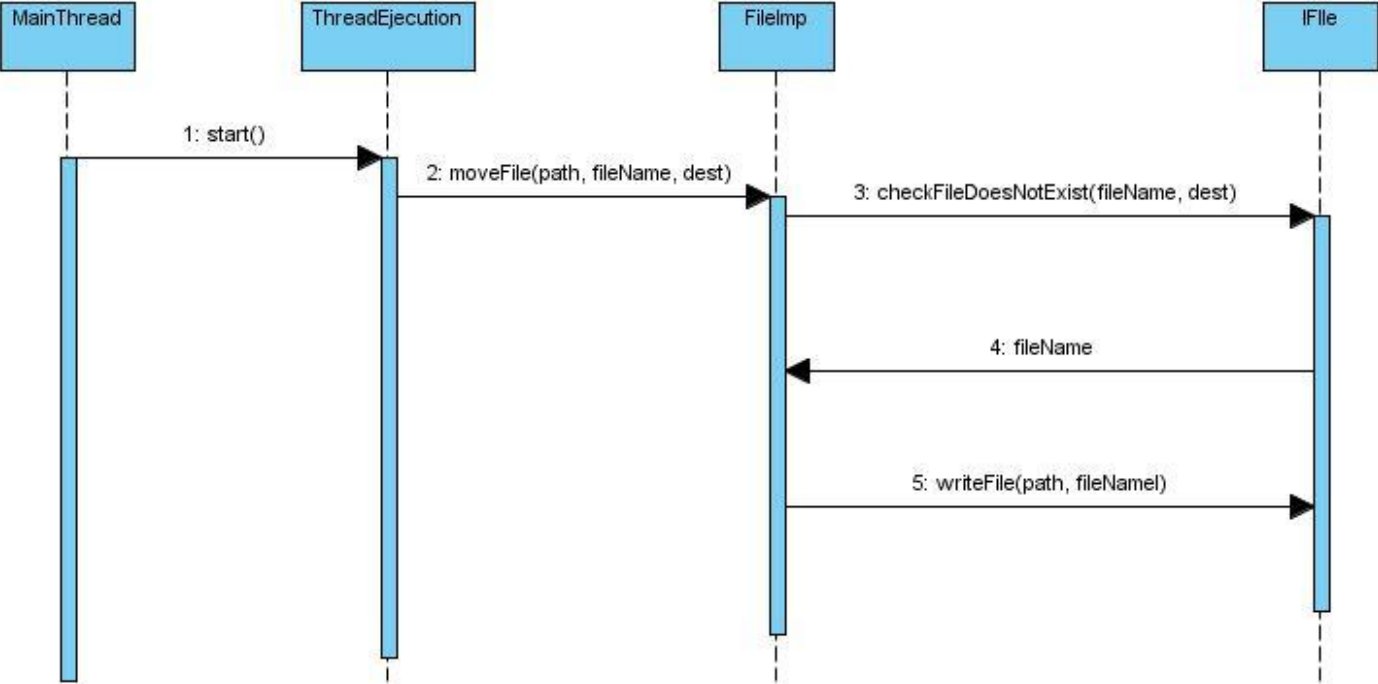 MainThread
ThreadEjecution
FileImp
IFIle
1: start()
2: moveFile(path, fileName, dest)
3: checkFileDoesNotExist(fileName, dest)
4: fileName
5: writeFile(path, fileNamel)